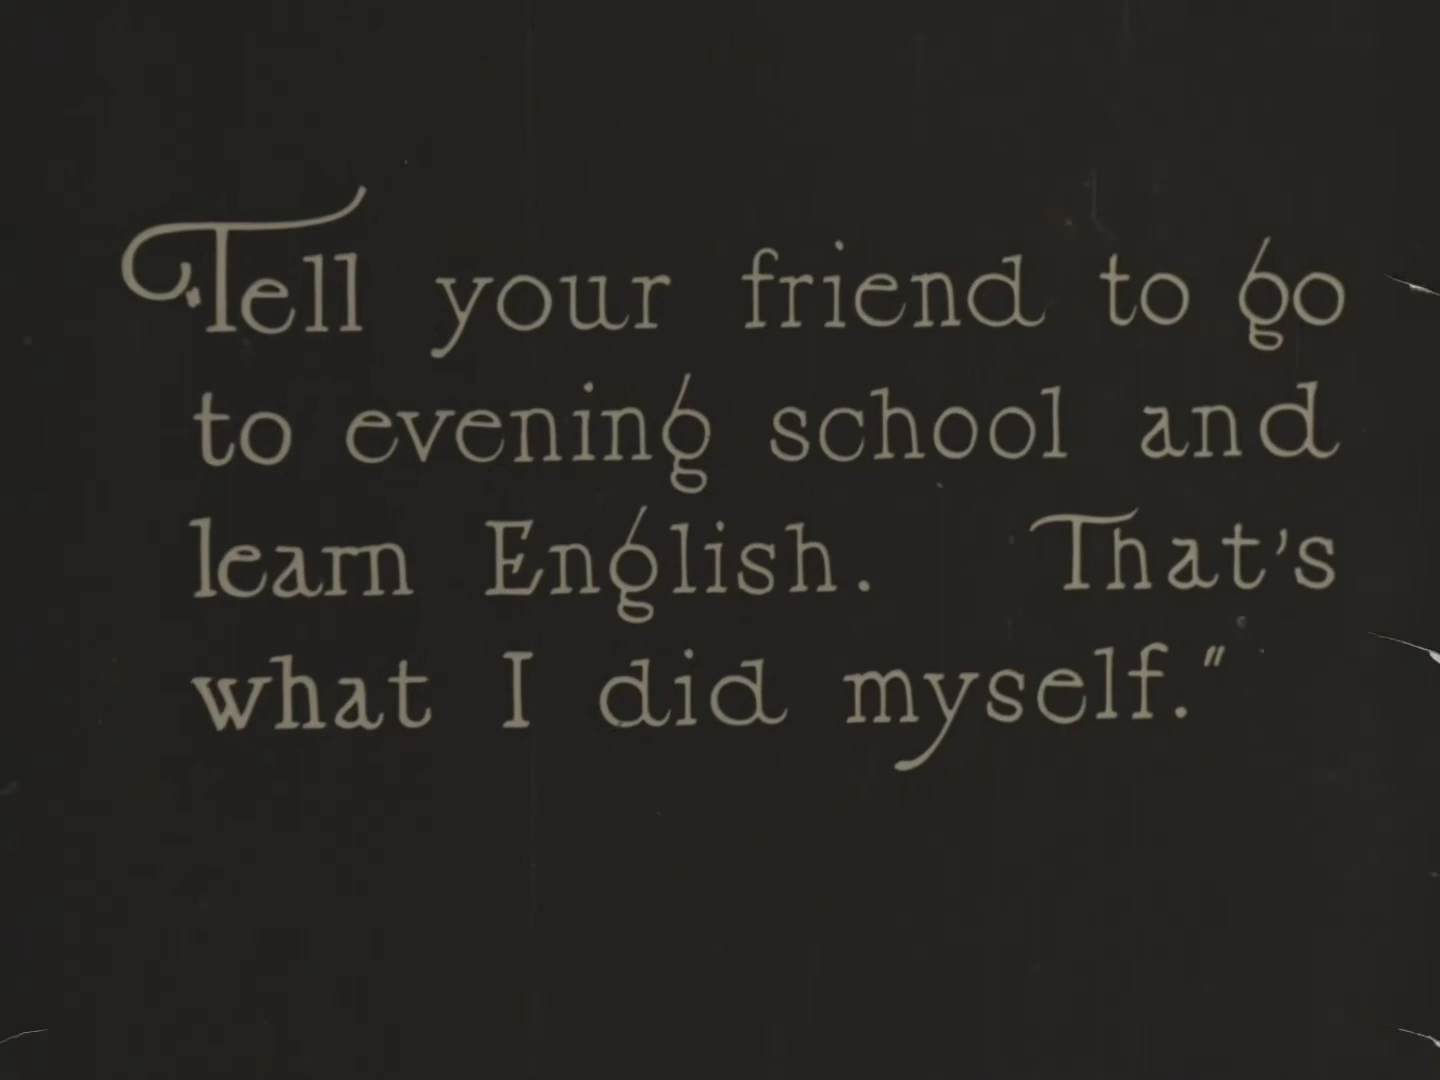 Tell your friend to go
to evening school and
learn English. That's
what I did myself."